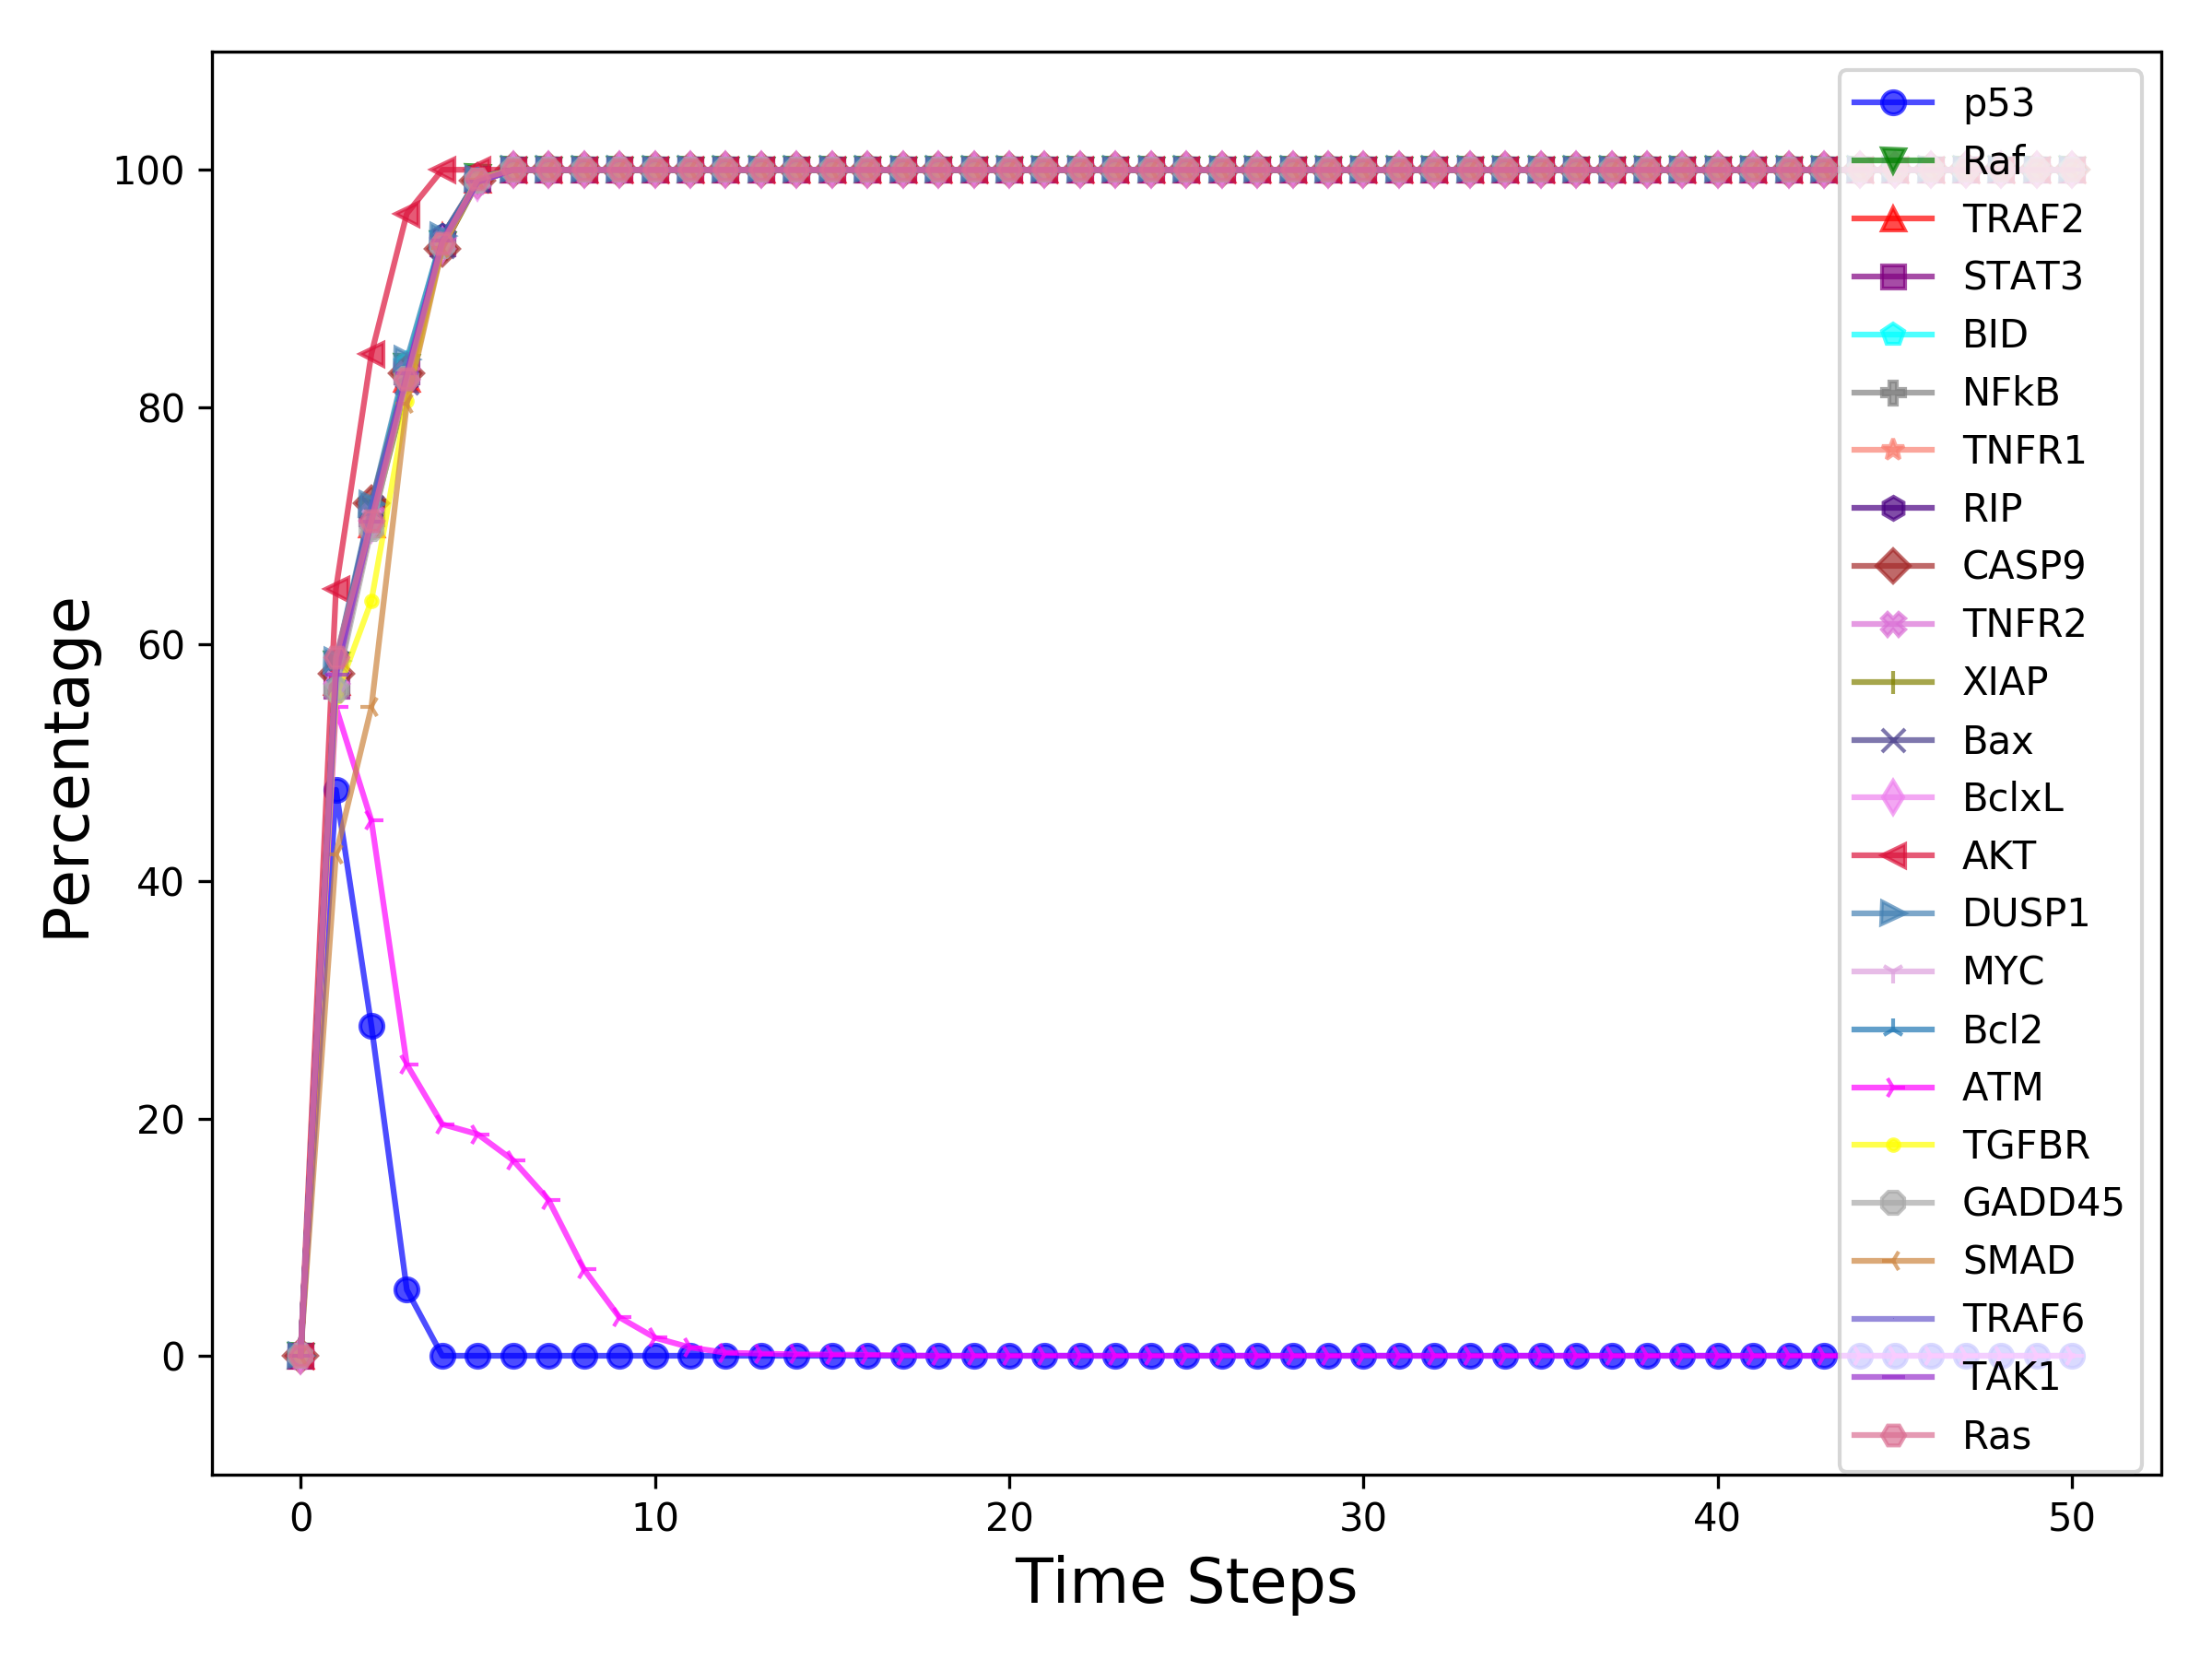 100
80
60
40
20
0
Percentage
0 10 20 30 40 50
Time Steps
p53
Raf
TRAF2
STAT3
BID
NFkB
TNFR1
RIP
CASP9
TNFR2
XIAP
Bax
BclxL
AKT
DUSP1
MYC
Bcl2
ATM
TGFBR
GADD45
SMAD
TRAF6
TAK1
Ras